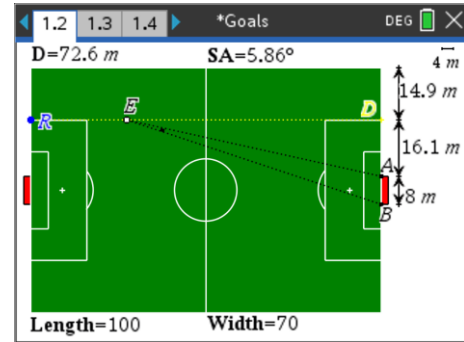 1.2 1.3 1.4 *Goals DEG
D=72.6 m SA=5.86°
4 m
14.9 m
E
R
D
16.1 m
A
8 m
B
Length=100 Width=70